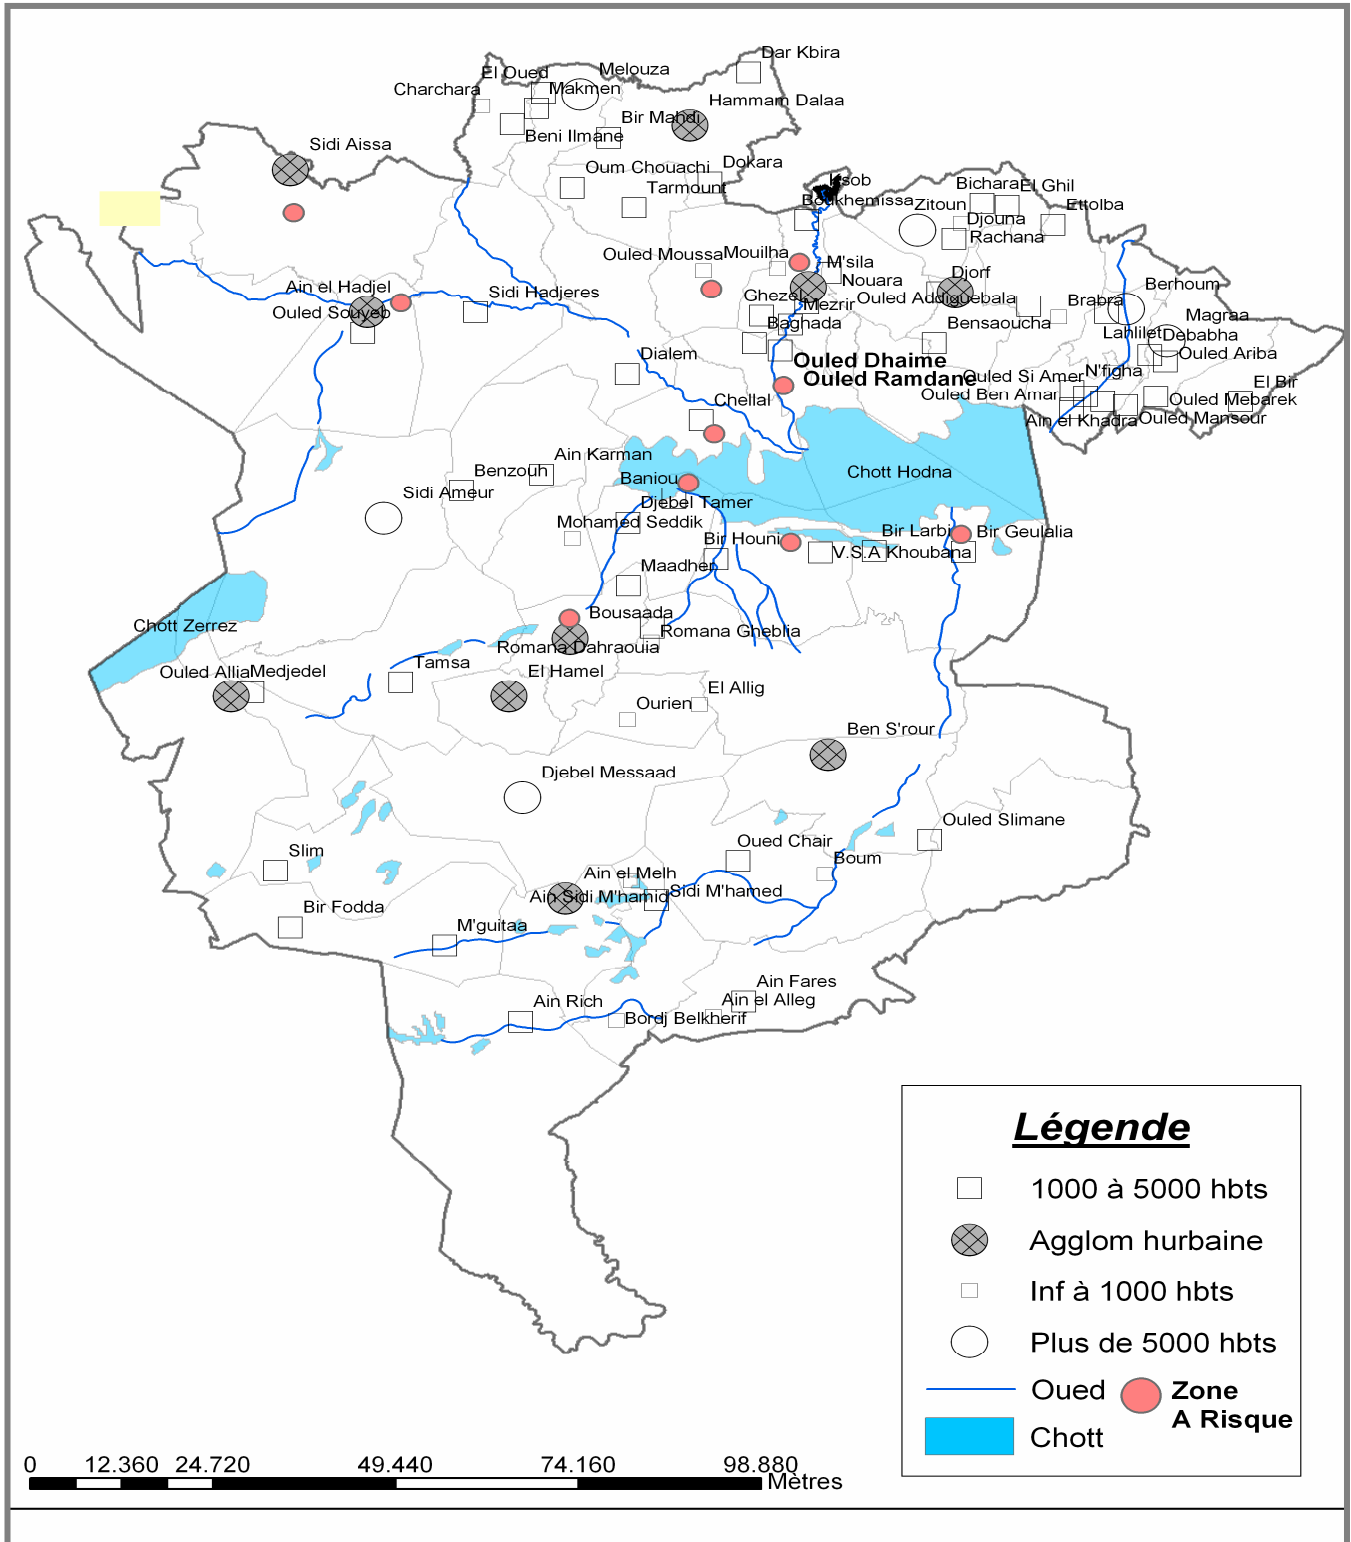 Dar Kbira
El Oued
Melouza
Charchara
Makmen
Hammam Dalaa
Bir Mahdi
Beni Ilmane
Sidi Aissa
Oum Chouachi
Dokara
Tarmount
Ksob
Boukhemissa
Zitoun
Bichara
El Ghil
Ettolba
Djouna
Rachana
Ouled Moussa
Mouilha
M'sila
Nouara
Djorf
Ain el Hadjel
Sidi Hadjeres
Ouled Souyeb
Ghezel
Mezrir
Ouled Addiguebala
Brabra
Berhoum
Magraa
Baghada
Bensaoucha
Lahlilet
Debabha
Ouled Ariba
Dialem
Ouled Dhaime
Ouled Ramdane
Ouled Si Amer
N'figha
El Bir
Ouled Ben Amar
Ouled Mebarek
Chellal
Ain el Khadra
Ouled Mansour
Ain Karman
Benzouh
Baniou
Chott Hodna
Sidi Ameur
Djebel Tamer
Mohamed Seddik
Bir Houni
Bir Larbi
Bir Geulalia
V.S.A Khoubana
Maadher
Bousaada
Chott Zerrez
Romana Gheblia
Romana Dahraouia
Ouled Allia
Medjedel
Tamsa
El Hamel
Ourien
El Allig
Ben S'rour
Djebel Messaad
Ouled Slimane
Slim
Oued Chair
Boum
Ain el Melh
Ain Sidi M'hamid
Sidi M'hamed
Bir Fodda
M'guitaa
Ain Fares
Ain Rich
Ain el Alleg
Bordj Belkherif
Légende
1000 à 5000 hbts
Agglom hurbaine
Inf à 1000 hbts
Plus de 5000 hbts
Oued
Zone
A Risque
Chott
0 12.360 24.720 49.440 74.160 98.880
Mètres